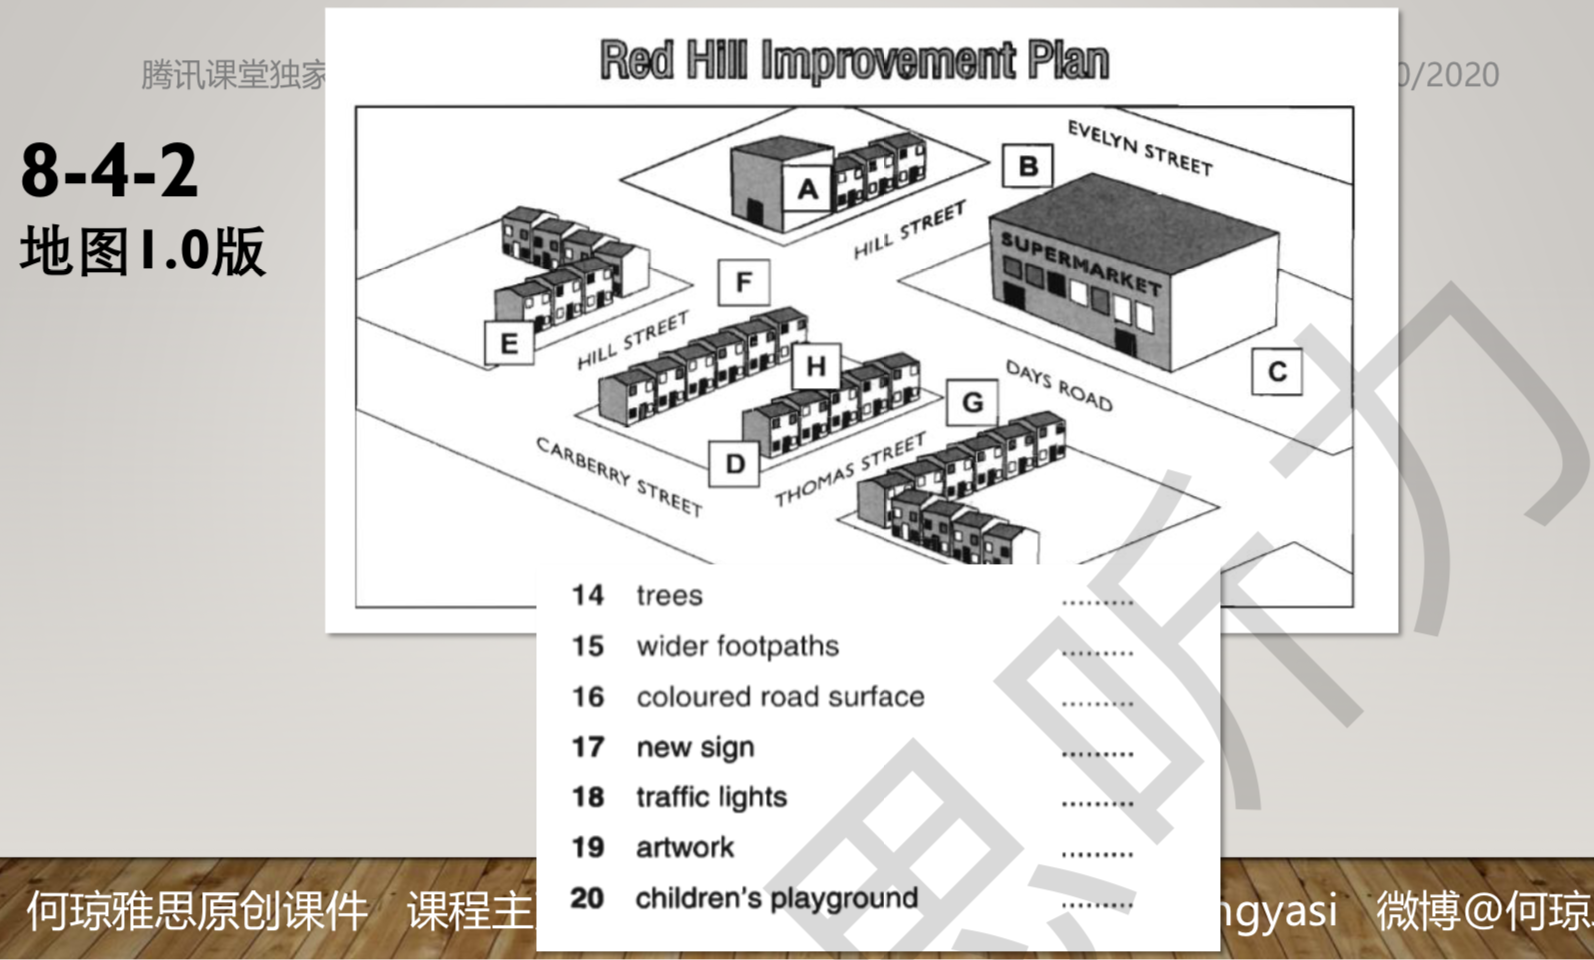 腾讯课堂独家
0/2020
8-4-2
地图1.0版
Red Hill Improvement Plan
EVELYN STREET
B
A
HILL STREET
SUPERMARKET
F
E
HILL STREET
H
C
DAYS ROAD
G
D
CARBERRY STREET
THOMAS STREET
14 trees .........
15 wider footpaths .........
16 coloured road surface .........
17 new sign .........
18 traffic lights .........
19 artwork .........
20 children's playground .........
何琼雅思原创课件 课程主
ngyasi 微博@何琼
思听力